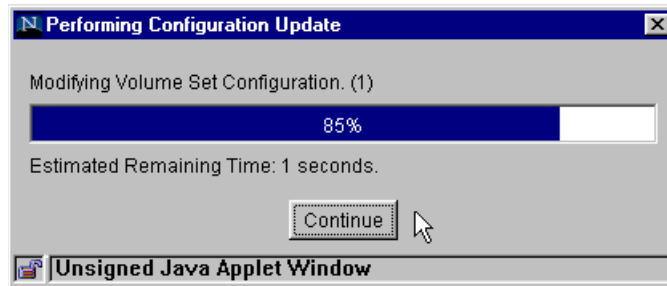 Performing Configuration Update
Modifying Volume Set Configuration. (1)
85%
Estimated Remaining Time: 1 seconds.
Continue
Unsigned Java Applet Window